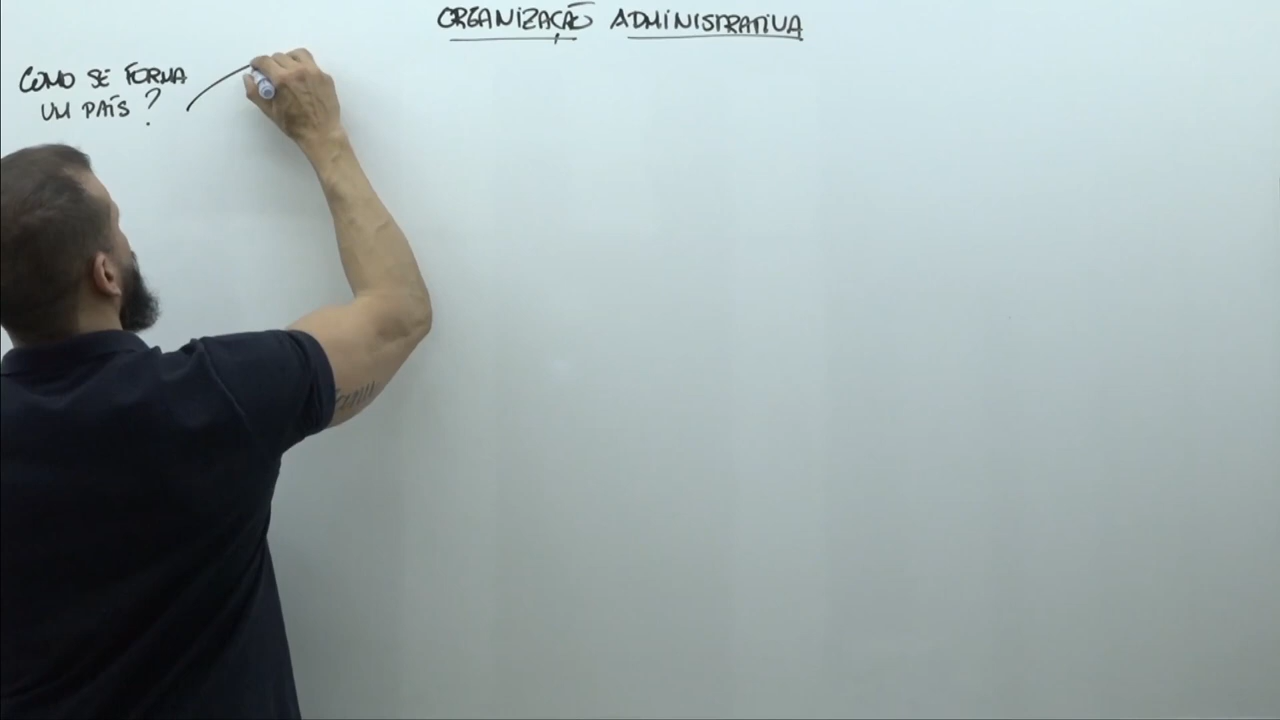 ORGANIZAÇÃO ADMINISTRATIVA
COMO SE FORMA
UM PAÍS ?